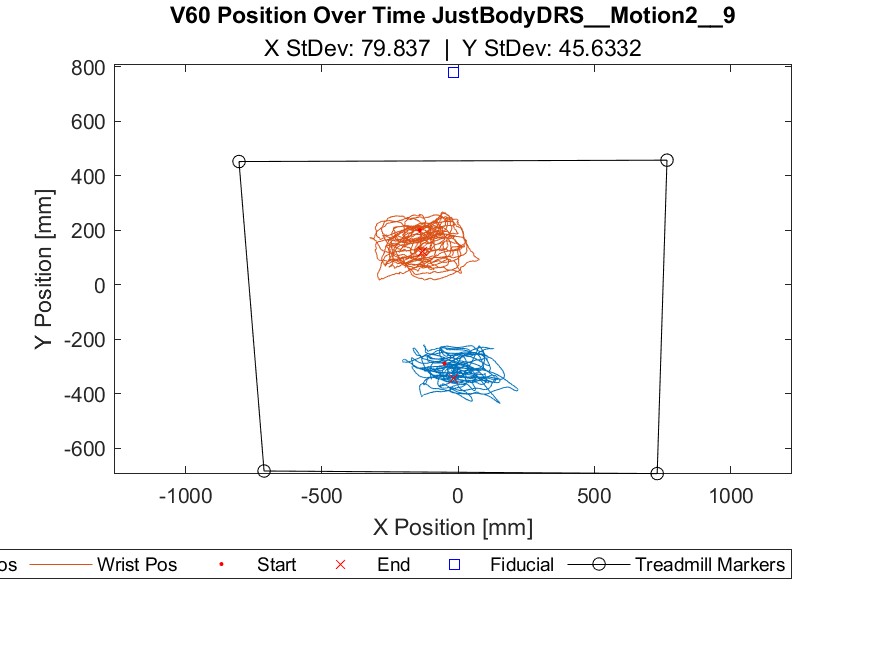 V60 Position Over Time JustBodyDRS__Motion2__9
X StDev: 79.837 | Y StDev: 45.6332
800
600
400
200
0
-200
-400
-600
Y Position [mm]
-1000 -500 0 500 1000
X Position [mm]
os Wrist Pos Start End Fiducial Treadmill Markers